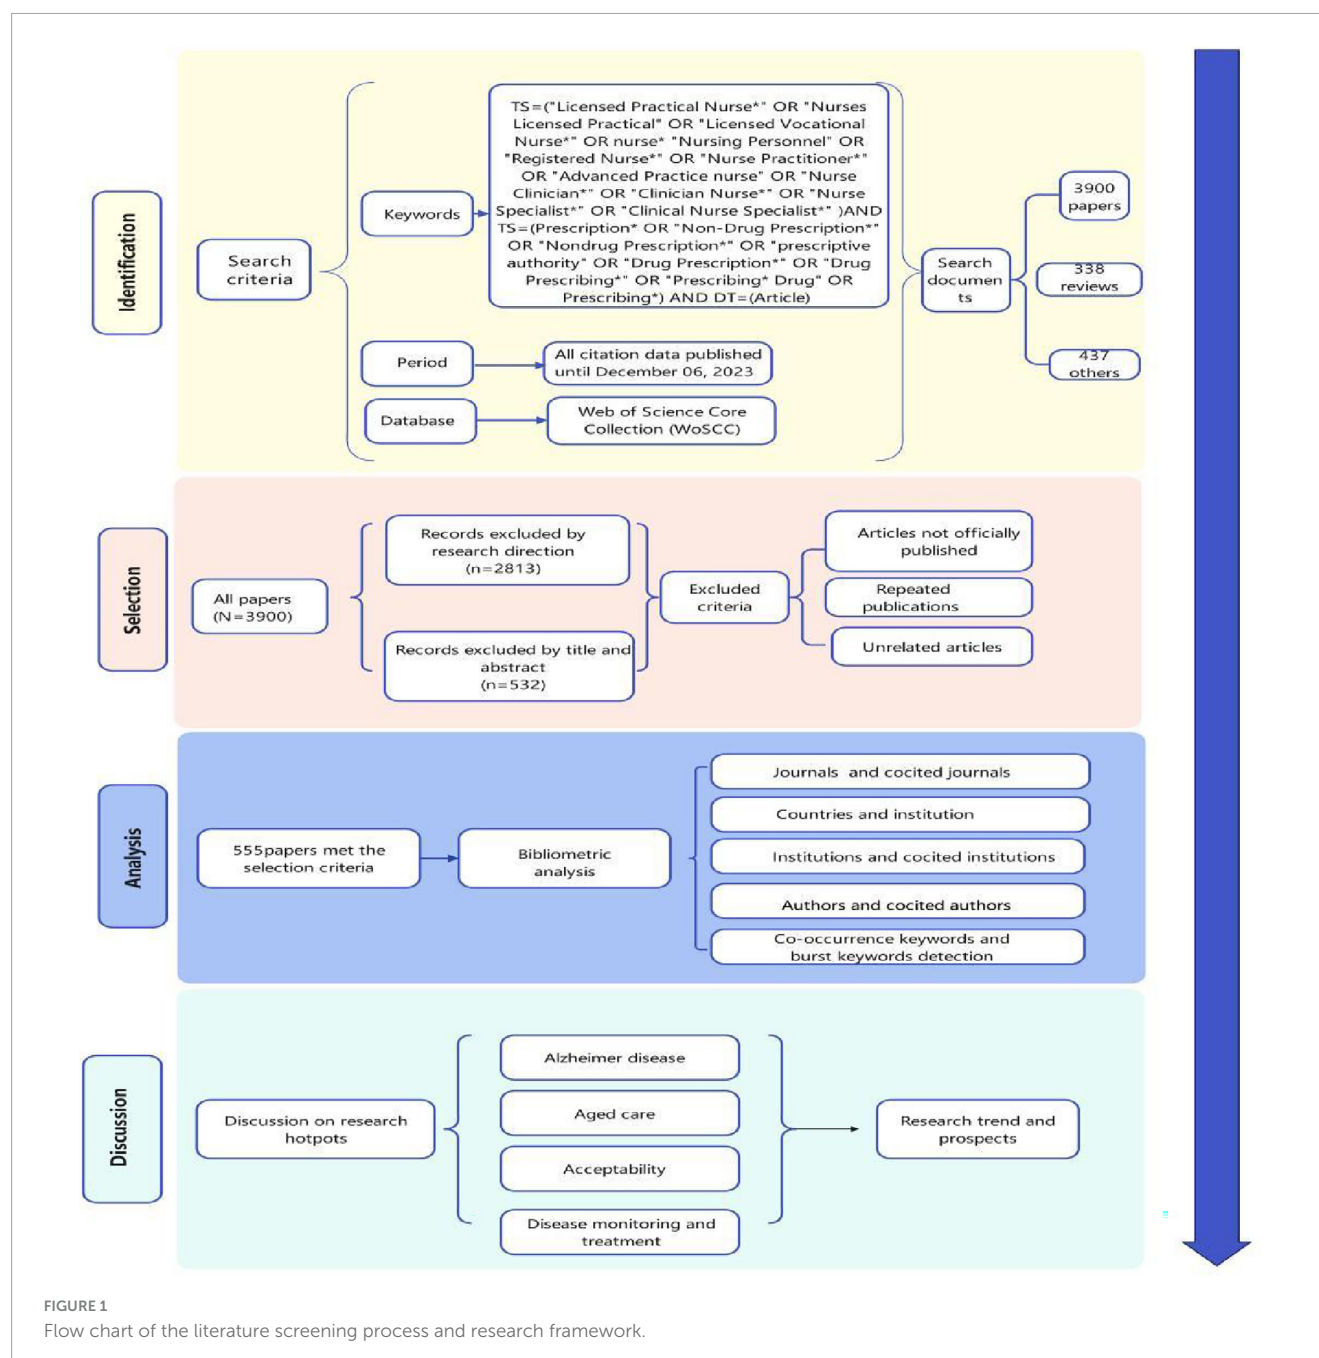 Identification
Search
criteria
Keywords
TS=("Licensed Practical Nurse*" OR "Nurses
Licensed Practical" OR "Licensed Vocational
Nurse*" OR nurse* "Nursing Personnel" OR
"Registered Nurse*" OR "Nurse Practitioner*"
OR "Advanced Practice nurse" OR "Nurse
Clinician*" OR "Clinician Nurse*" OR "Nurse
Specialist*" OR "Clinical Nurse Specialist*" )AND
TS=(Prescription* OR "Non-Drug Prescription*"
OR "Nondrug Prescription*" OR "prescriptive
authority" OR "Drug Prescription*" OR "Drug
Prescribing*" OR "Prescribing* Drug" OR
Prescribing*) AND DT=(Article)
Period
All citation data published
until December 06, 2023
Database
Web of Science Core
Collection (WoSCC)
Search
documen
ts
3900
papers
338
reviews
437
others
Selection
All papers
(N=3900)
Records excluded by
research direction
(n=2813)
Records excluded by title and
abstract
(n=532)
Excluded
criteria
Articles not officially
published
Repeated
publications
Unrelated articles
Analysis
555papers met the
selection criteria
Bibliometric
analysis
Journals and cocited journals
Countries and institution
Institutions and cocited institutions
Authors and cocited authors
Co-occurrence keywords and
burst keywords detection
Discussion
Discussion on research
hotpots
Alzheimer disease
Aged care
Acceptability
Disease monitoring and
treatment
Research trend and
prospects
FIGURE 1
Flow chart of the literature screening process and research framework.